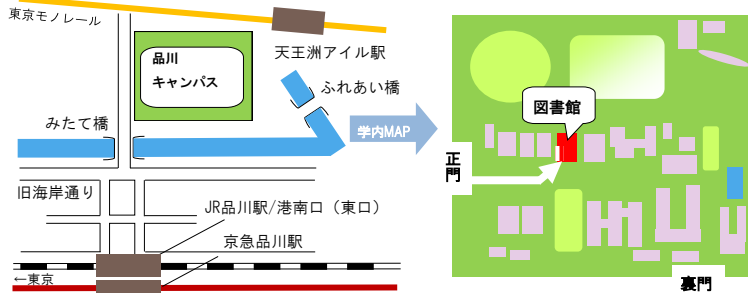 東京モノレール
天王洲アイル駅
品川
キャンパス
ふれあい橋
みたて橋
旧海岸通り
JR品川駅/港南口（東口）
京急品川駅
←東京
学内MAP
図書館
正門
裏門